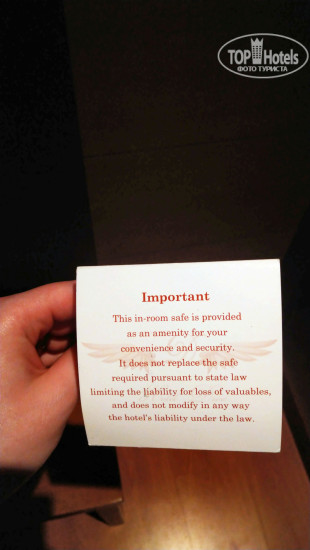 TOP Hotels
ФОТО ТУРИСТА
Important
This in-room safe is provided
as an amenity for your
convenience and security.
It does not replace the safe
required pursuant to state law
limiting the liability for loss of valuables,
and does not modify in any way
the hotel's liability under the law.